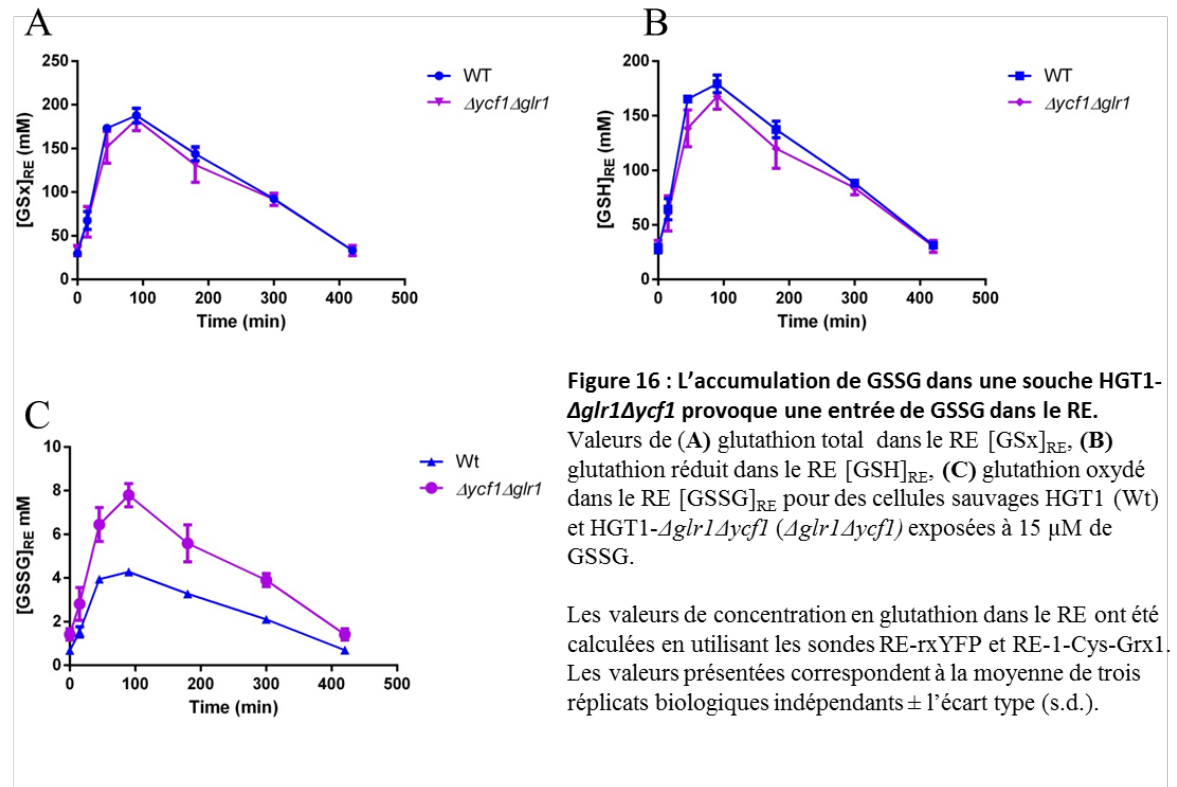 A
250
200
150
100
50
0
[GSx]RE (mM)
0 100 200 300 400 500
Time (min)
WT
Δycf1Δglr1
B
200
150
100
50
0
[GSH]RE (mM)
0 100 200 300 400 500
Time (min)
WT
Δycf1Δglr1
C
10
8
6
4
2
0
[GSSG]RE mM
0 100 200 300 400 500
Time (min)
Wt
Δycf1Δglr1
Figure 16 : L’accumulation de GSSG dans une souche HGT1-
Δglr1Δycf1 provoque une entrée de GSSG dans le RE.
Valeurs de (A) glutathion total dans le RE [GSx]RE, (B)
glutathion réduit dans le RE [GSH]RE, (C) glutathion oxydé
dans le RE [GSSG]RE pour des cellules sauvages HGT1 (Wt)
et HGT1-Δglr1Δycf1 (Δglr1Δycf1) exposées à 15 µM de
GSSG.
Les valeurs de concentration en glutathion dans le RE ont été
calculées en utilisant les sondes RE-rxYFP et RE-1-Cys-Grx1.
Les valeurs présentées correspondent à la moyenne de trois
réplicats biologiques indépendants ± l’écart type (s.d.).